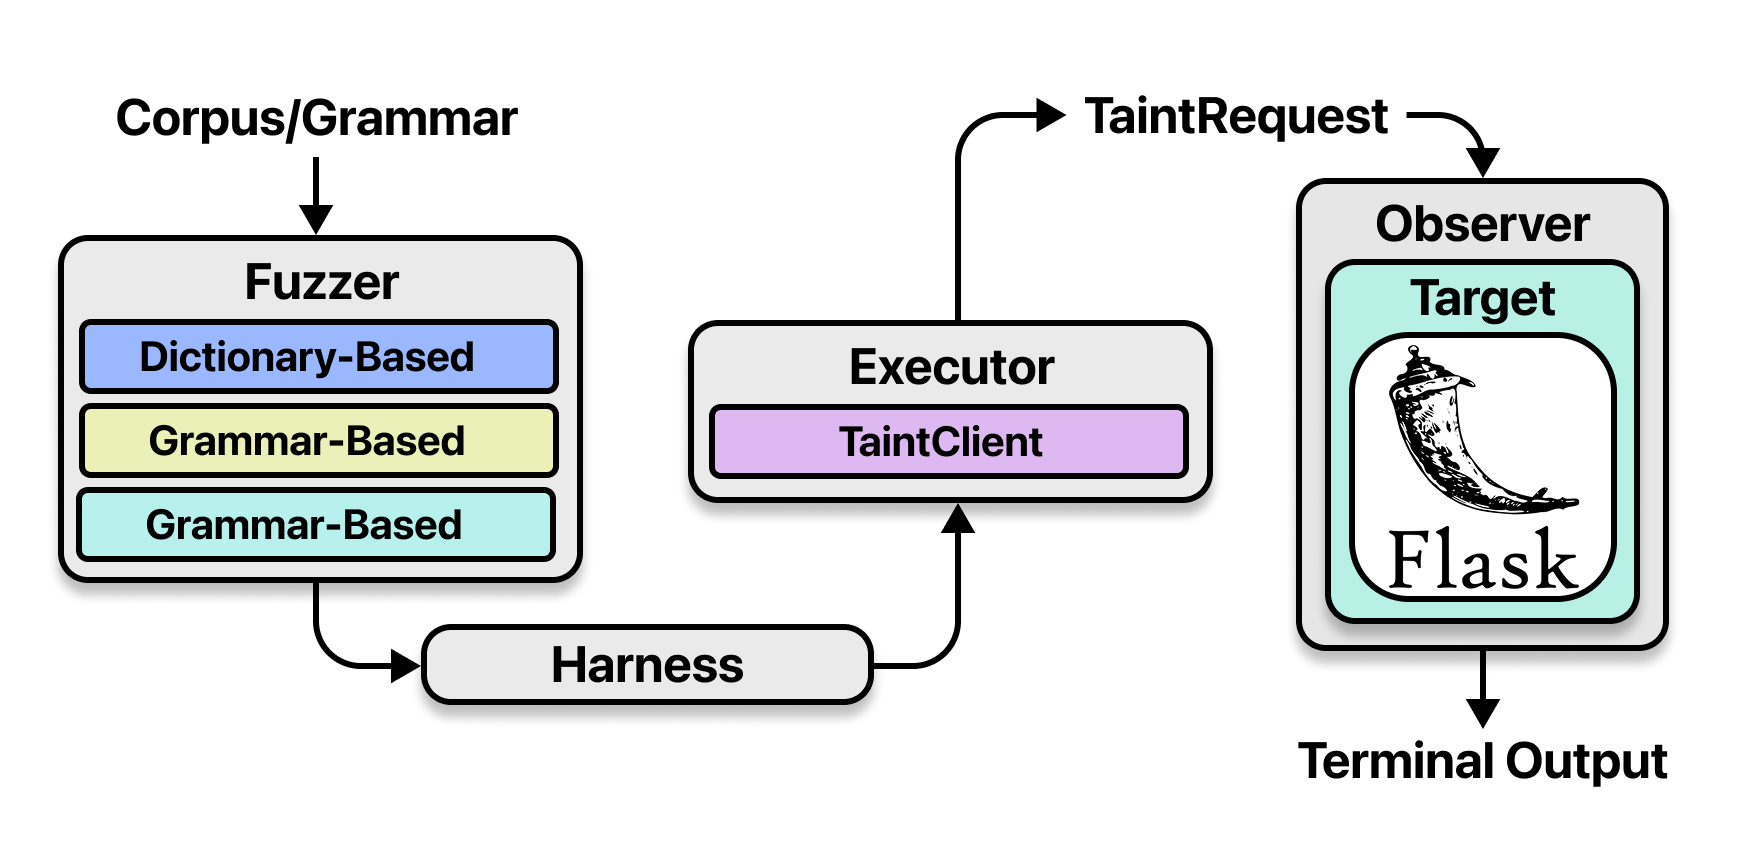 Corpus/Grammar
Fuzzer
Dictionary-Based
Grammar-Based
Grammar-Based
Harness
Executor
TaintClient
TaintRequest
Observer
Target
Flask
Terminal Output